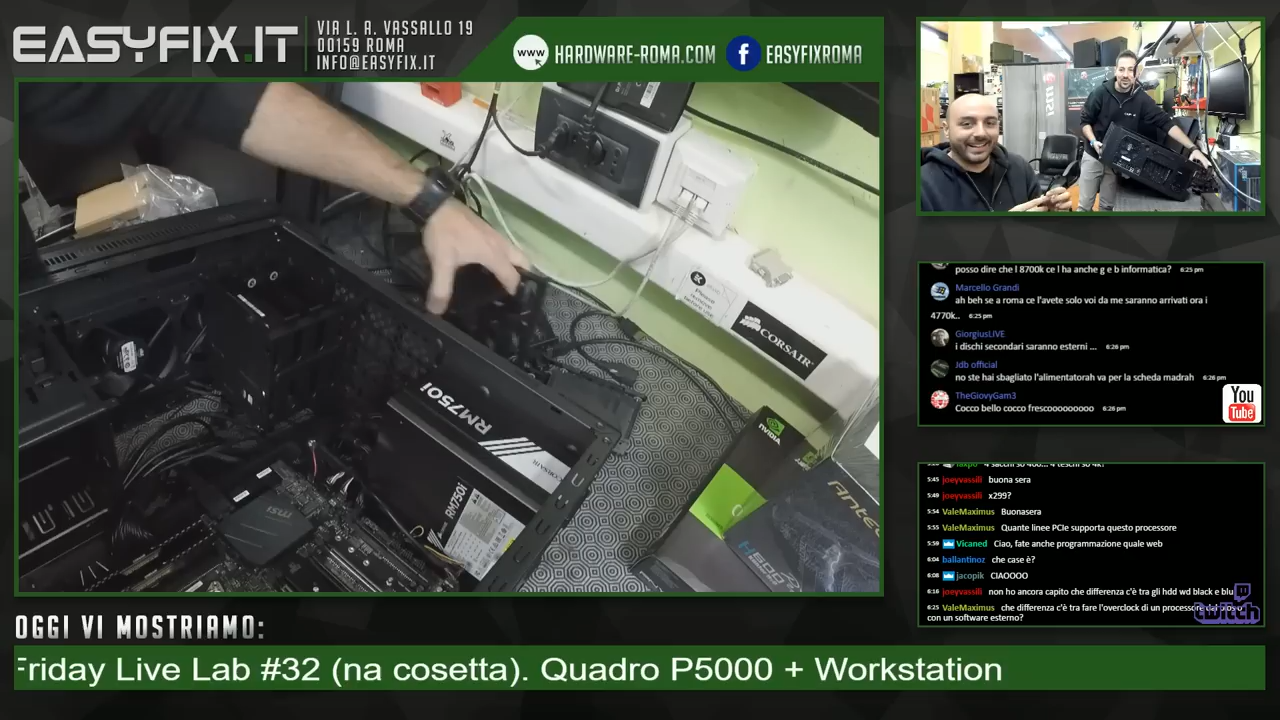 EASYFIX.IT
VIA L. A. VASSALLO 19
00159 ROMA
INFO@EASYFIX.IT
WWW
HARDWARE-ROMA.COM
f
EASYFIXROMA
msi
CORSAIR
NVIDIA
RM750i
CORSAIR
RM750i
msi
posso dire che l 8700k ce l ha anche g e b informatica? 6:25 pm
Marcello Grandi
ah beh se a roma ce l'avete solo voi da me saranno arrivati ora i
4770k.. 6:25 pm
GiorgiusLIVE
i dischi secondari saranno esterni ... 6:26 pm
Jdb official
no ste hai sbagliato l'alimentatorah va per la scheda madrah 6:26 pm
TheGiovyGam3
Cocco bello cocco frescooooooooo 6:26 pm
You
Tube
5:45 joeyvassili buona sera
5:49 joeyvassili x299?
5:54 ValeMaximus Buonasera
5:55 ValeMaximus Quante linee PCIe supporta questo processore
5:59 Vicaned Ciao, fate anche programmazione quale web
6:04 ballantinoz che case è?
6:08 jacopik CIAOOOO
6:16 joeyvassili non ho ancora capito che differenza c'è tra gli hdd wd black e blu
6:25 ValeMaximus che differenza c'è tra fare l'overclock di un processore dal bios o
con un software esterno?
twitch
OGGI VI MOSTRIAMO:
Friday Live Lab #32 (na cosetta). Quadro P5000 + Workstation